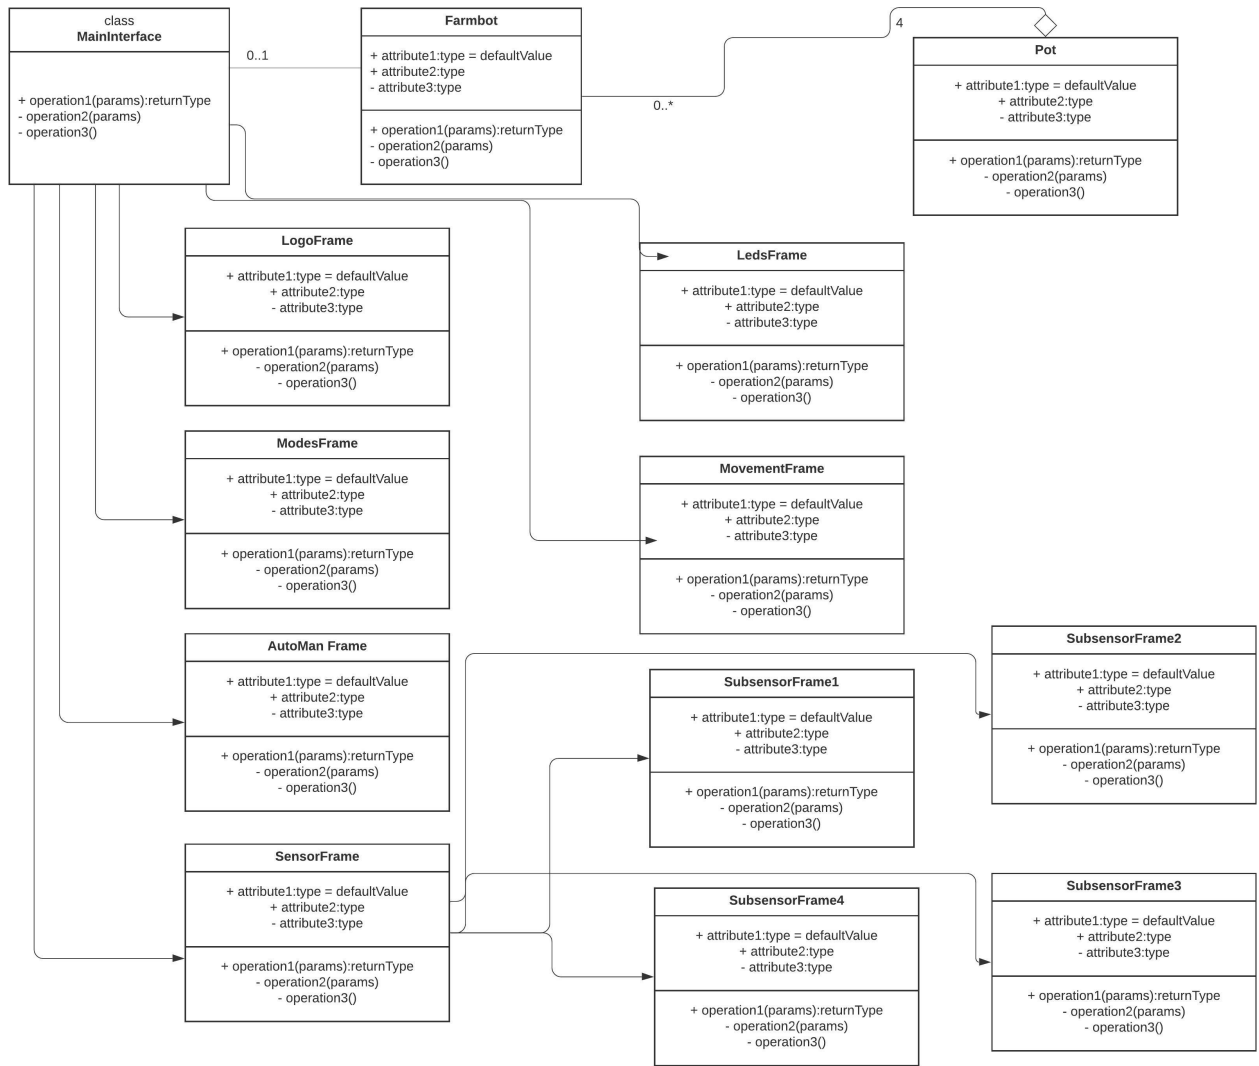 class
MainInterface
+ operation1(params):returnType
- operation2(params)
- operation3()
0..1
Farmbot
+ attribute1:type = defaultValue
+ attribute2:type
- attribute3:type
+ operation1(params):returnType
- operation2(params)
- operation3()
0..*
4
Pot
+ attribute1:type = defaultValue
+ attribute2:type
- attribute3:type
+ operation1(params):returnType
- operation2(params)
- operation3()
LogoFrame
+ attribute1:type = defaultValue
+ attribute2:type
- attribute3:type
+ operation1(params):returnType
- operation2(params)
- operation3()
LedsFrame
+ attribute1:type = defaultValue
+ attribute2:type
- attribute3:type
+ operation1(params):returnType
- operation2(params)
- operation3()
ModesFrame
+ attribute1:type = defaultValue
+ attribute2:type
- attribute3:type
+ operation1(params):returnType
- operation2(params)
- operation3()
MovementFrame
+ attribute1:type = defaultValue
+ attribute2:type
- attribute3:type
+ operation1(params):returnType
- operation2(params)
- operation3()
AutoMan Frame
+ attribute1:type = defaultValue
+ attribute2:type
- attribute3:type
+ operation1(params):returnType
- operation2(params)
- operation3()
SubsensorFrame1
+ attribute1:type = defaultValue
+ attribute2:type
- attribute3:type
+ operation1(params):returnType
- operation2(params)
- operation3()
SubsensorFrame2
+ attribute1:type = defaultValue
+ attribute2:type
- attribute3:type
+ operation1(params):returnType
- operation2(params)
- operation3()
SensorFrame
+ attribute1:type = defaultValue
+ attribute2:type
- attribute3:type
+ operation1(params):returnType
- operation2(params)
- operation3()
SubsensorFrame4
+ attribute1:type = defaultValue
+ attribute2:type
- attribute3:type
+ operation1(params):returnType
- operation2(params)
- operation3()
SubsensorFrame3
+ attribute1:type = defaultValue
+ attribute2:type
- attribute3:type
+ operation1(params):returnType
- operation2(params)
- operation3()